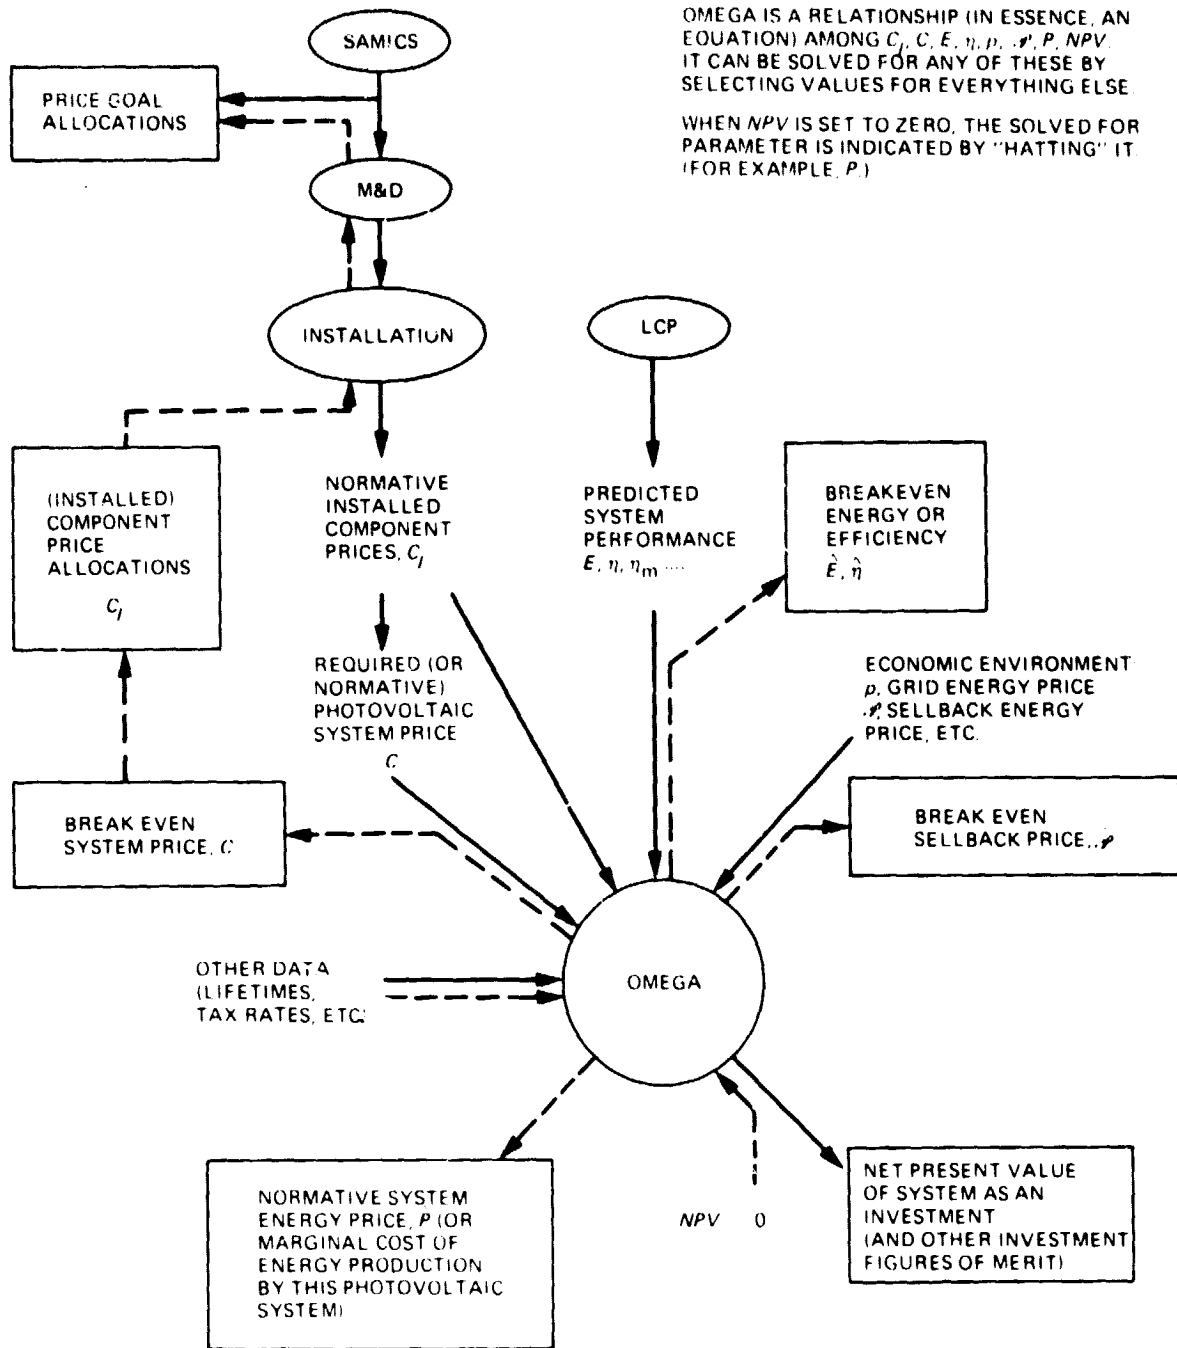 SAMICS
OMEGA IS A RELATIONSHIP (IN ESSENCE, AN
EQUATION) AMONG C_I, C, E, η, p, 𝓅, P, NPV.
IT CAN BE SOLVED FOR ANY OF THESE BY
SELECTING VALUES FOR EVERYTHING ELSE
WHEN NPV IS SET TO ZERO, THE SOLVED FOR
PARAMETER IS INDICATED BY "HATTING" IT
(FOR EXAMPLE, P.)
PRICE GOAL
ALLOCATIONS
M&D
INSTALLATION
LCP
(INSTALLED)
COMPONENT
PRICE
ALLOCATIONS
C_I
NORMATIVE
INSTALLED
COMPONENT
PRICES, C_I
PREDICTED
SYSTEM
PERFORMANCE
E, η, η_m ....
BREAKEVEN
ENERGY OR
EFFICIENCY
Ê, η̂
REQUIRED (OR
NORMATIVE)
PHOTOVOLTAIC
SYSTEM PRICE
C
ECONOMIC ENVIRONMENT
p, GRID ENERGY PRICE
𝓅, SELLBACK ENERGY
PRICE, ETC.
BREAK EVEN
SYSTEM PRICE, C
BREAK EVEN
SELLBACK PRICE, 𝓅
OTHER DATA
(LIFETIMES,
TAX RATES, ETC.
OMEGA
NORMATIVE SYSTEM
ENERGY PRICE, P (OR
MARGINAL COST OF
ENERGY PRODUCTION
BY THIS PHOTOVOLTAIC
SYSTEM)
NPV 0
NET PRESENT VALUE
OF SYSTEM AS AN
INVESTMENT
(AND OTHER INVESTMENT
FIGURES OF MERIT)